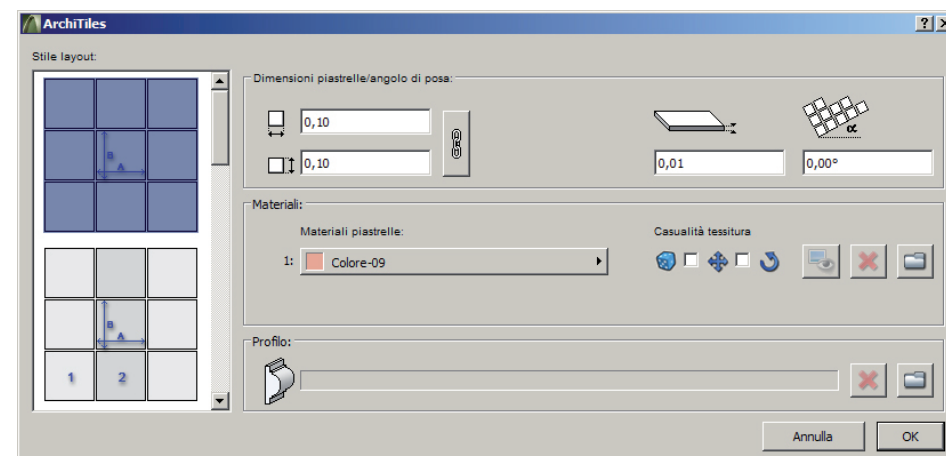 ArchiTiles
Stile layout:
B
A
B
A
1 2
Dimensioni piastrelle/angolo di posa:
0,10
0,10
α
0,01
0,00°
Materiali:
Materiali piastrelle:
Casualità tessitura
1: Colore-09
Profilo:
Annulla
OK